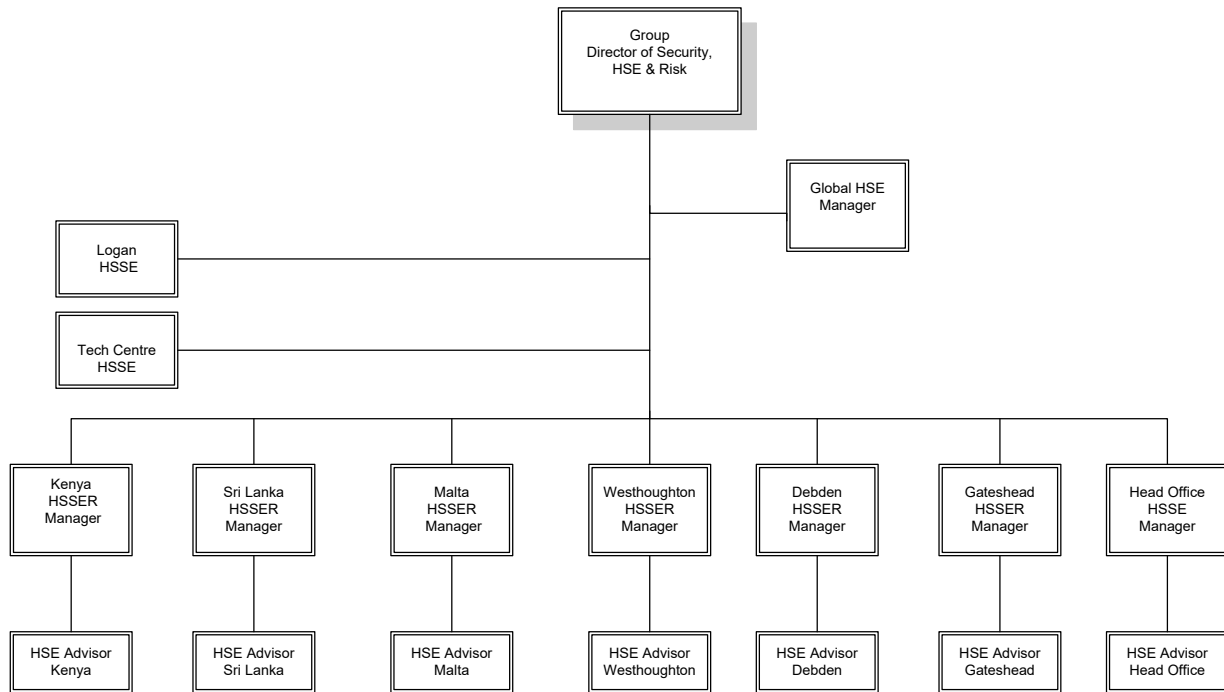 Group
Director of Security,
HSE & Risk
Global HSE
Manager
Logan
HSSE
Tech Centre
HSSE
Kenya
HSSER
Manager
Sri Lanka
HSSER
Manager
Malta
HSSER
Manager
Westhoughton
HSSER
Manager
Debden
HSSER
Manager
Gateshead
HSSER
Manager
Head Office
HSSE
Manager
HSE Advisor
Kenya
HSE Advisor
Sri Lanka
HSE Advisor
Malta
HSE Advisor
Westhoughton
HSE Advisor
Debden
HSE Advisor
Gateshead
HSE Advisor
Head Office